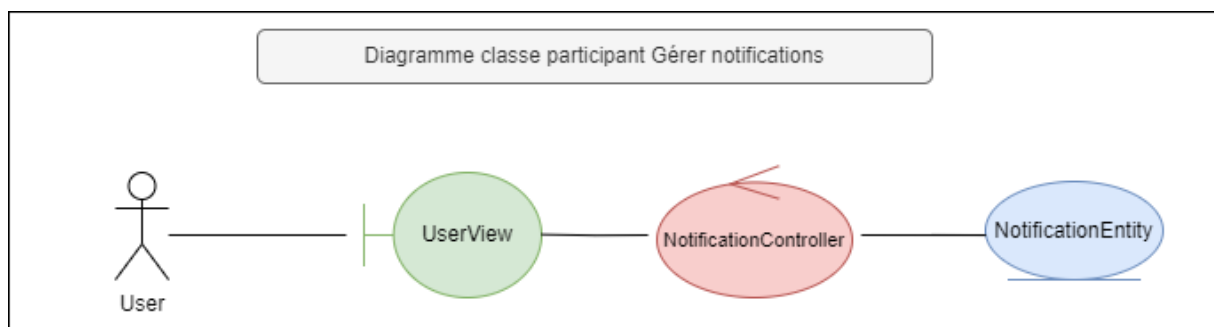 Diagramme classe participant Gérer notifications
User
UserView
NotificationController
NotificationEntity